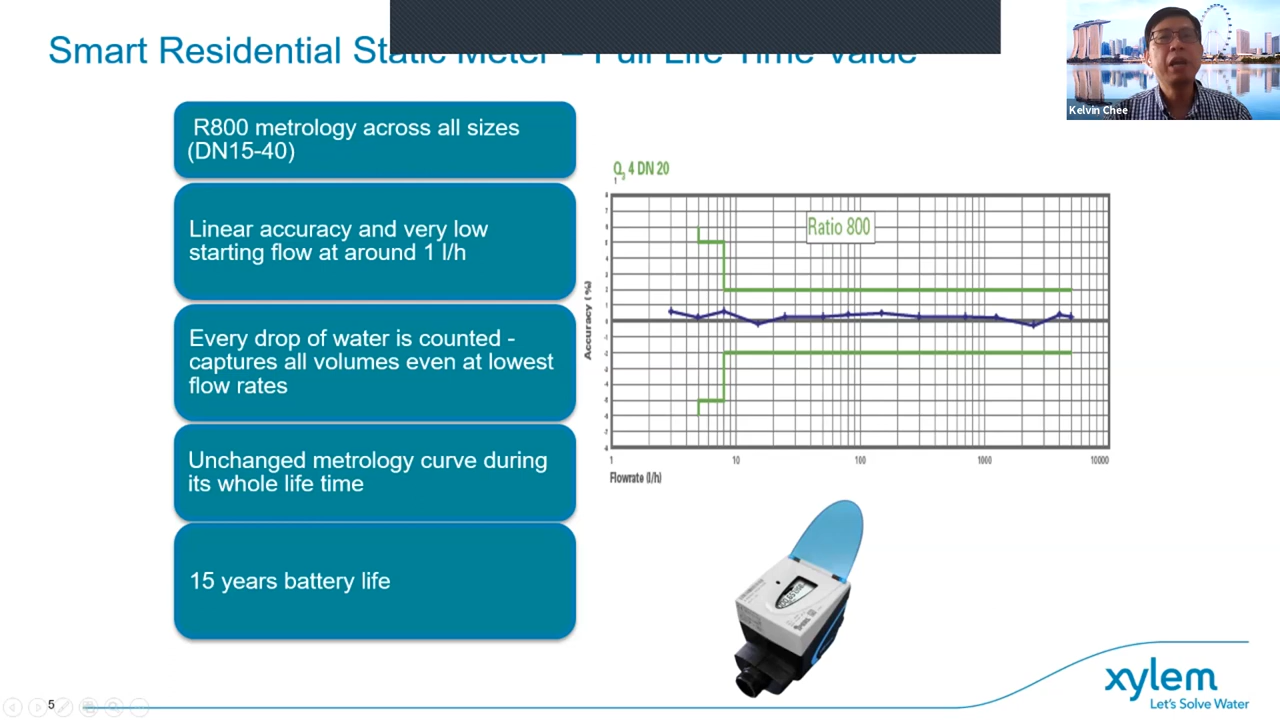 Smart Residential Static Meter – Full Life Time Value
Kelvin Chee
R800 metrology across all sizes
(DN15-40)
Linear accuracy and very low
starting flow at around 1 l/h
Every drop of water is counted -
captures all volumes even at lowest
flow rates
Unchanged metrology curve during
its whole life time
15 years battery life
Q3 4 DN 20
Ratio 800
Accuracy (%)
1 10 100 1000 10000
Flowrate (l/h)
5
xylem
Let's Solve Water